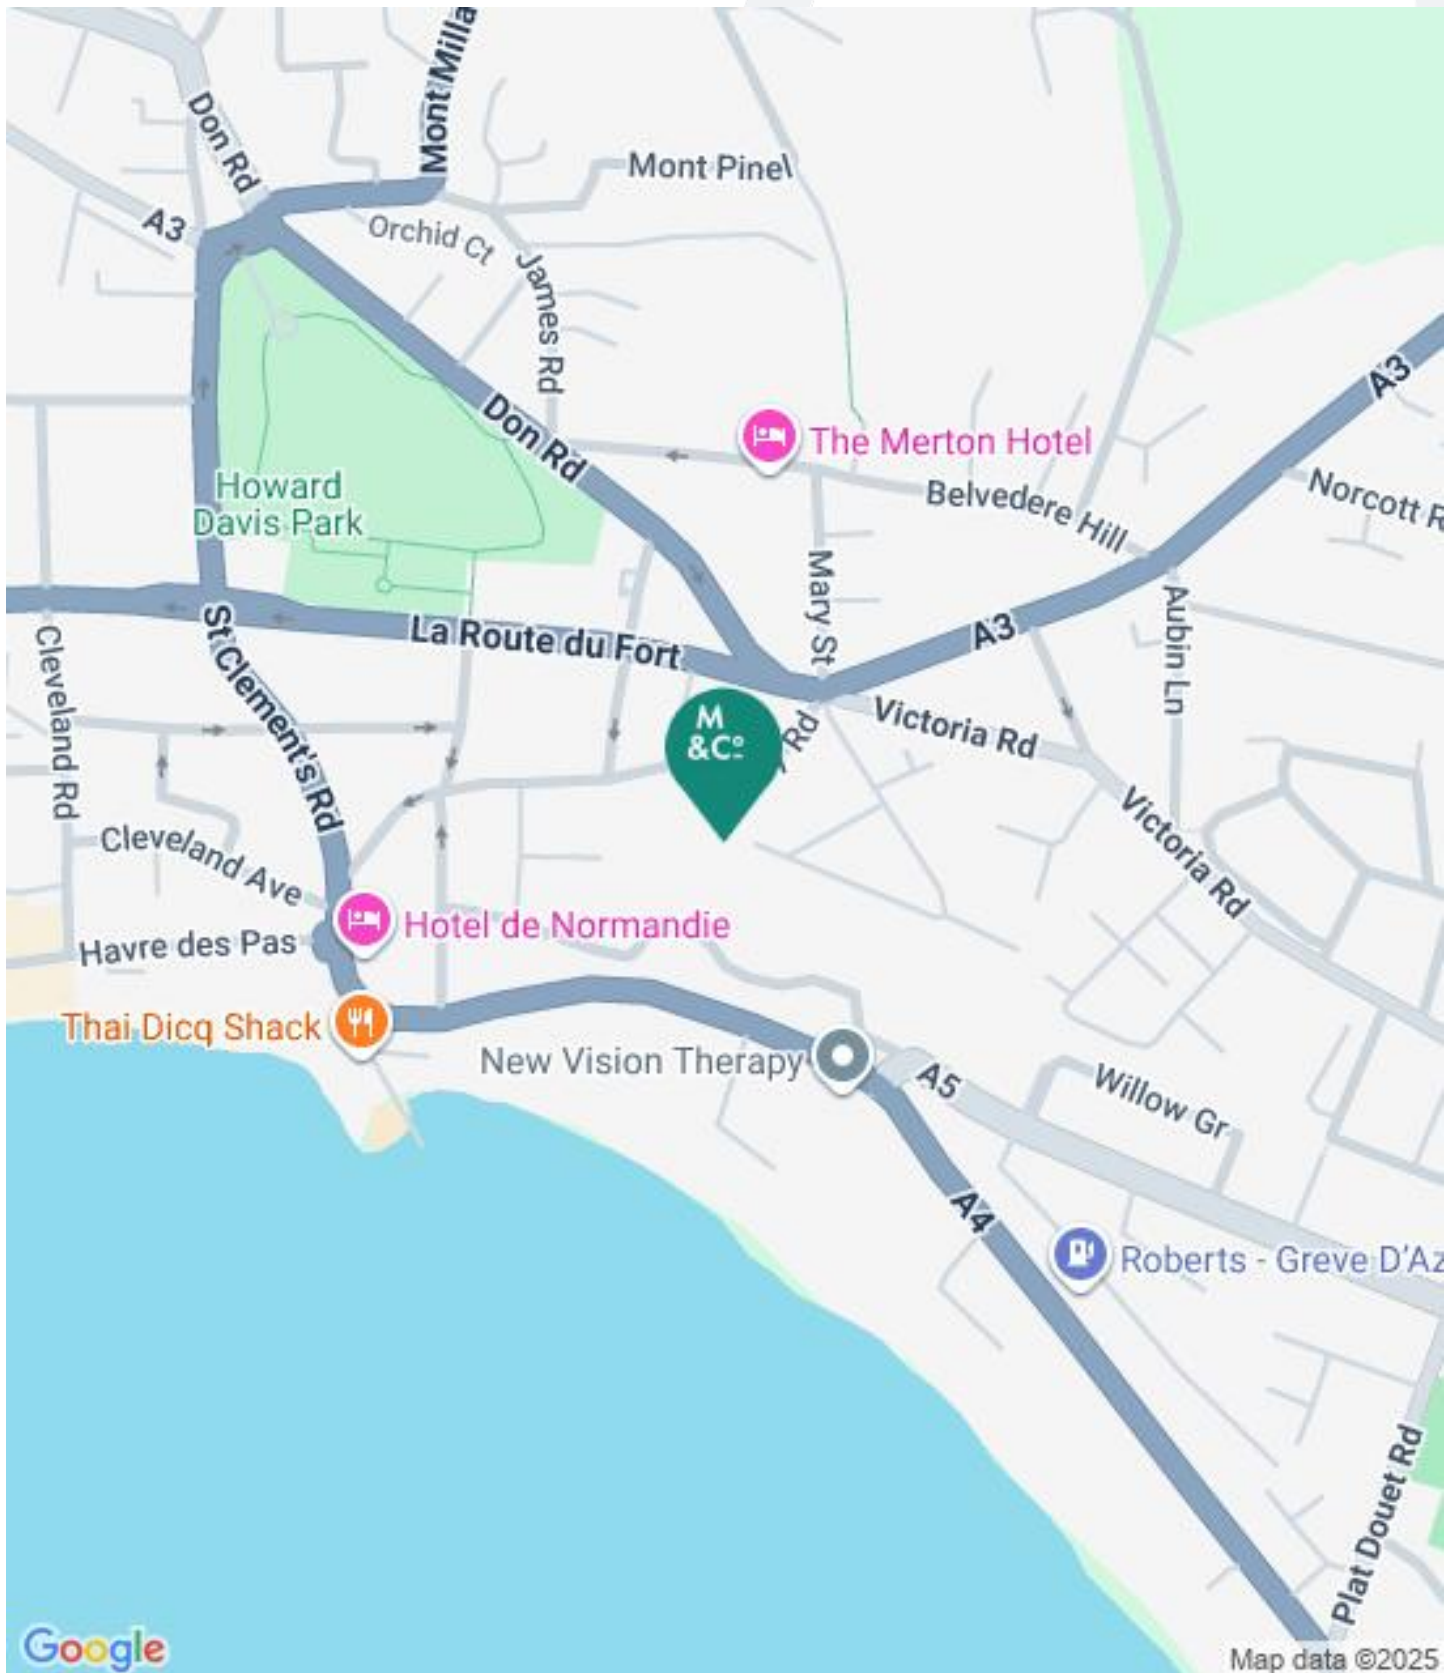 Mont Milla
Don Rd
Mont Pinel
A3
Orchid Ct
James Rd
A3
Don Rd
The Merton Hotel
Howard
Davis Park
Belvedere Hill
Norcott R
Mary St
Aubin Ln
La Route du Fort
A3
St Clement's Rd
Cleveland Rd
M
&Co
Rd
Victoria Rd
Victoria Rd
Cleveland Ave
Hotel de Normandie
Havre des Pas
Thai Dicq Shack
New Vision Therapy
A5
Willow Gr
A4
Roberts - Greve D'Az
Plat Douet Rd
Google
Map data ©2025